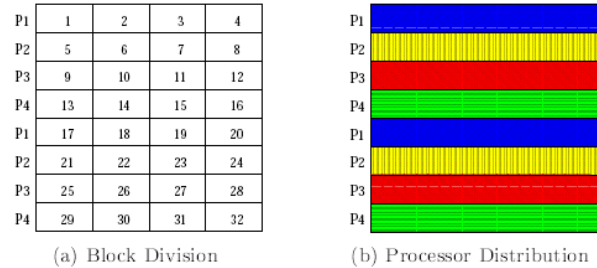 P1 1 2 3 4
P2 5 6 7 8
P3 9 10 11 12
P4 13 14 15 16
P1 17 18 19 20
P2 21 22 23 24
P3 25 26 27 28
P4 29 30 31 32
(a) Block Division
P1
P2
P3
P4
P1
P2
P3
P4
(b) Processor Distribution